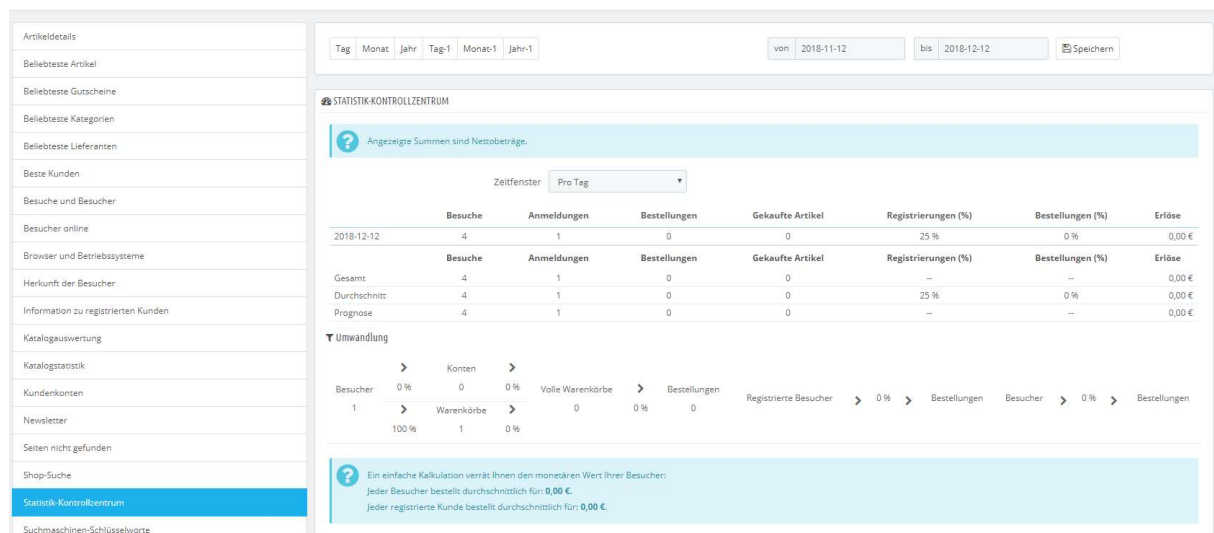 Artikeldetails
Beliebteste Artikel
Beliebteste Gutscheine
Beliebteste Kategorien
Beliebteste Lieferanten
Beste Kunden
Besuche und Besucher
Besucher online
Browser und Betriebssysteme
Herkunft der Besucher
Information zu registrierten Kunden
Katalogauswertung
Katalogstatistik
Kundenkonten
Newsletter
Seiten nicht gefunden
Shop-Suche
Statistik-Kontrollzentrum
Suchmaschinen-Schlüsselworte
Tag Monat Jahr Tag-1 Monat-1 Jahr-1 von 2018-11-12 bis 2018-12-12 Speichern
STATISTIK-KONTROLLZENTRUM
Angezeigte Summen sind Nettobeträge.
Zeitfenster Pro Tag
Besuche Anmeldungen Bestellungen Gekaufte Artikel Registrierungen (%) Bestellungen (%) Erlöse
2018-12-12 4 1 0 0 25 % 0 % 0,00 €
Besuche Anmeldungen Bestellungen Gekaufte Artikel Registrierungen (%) Bestellungen (%) Erlöse
Gesamt 4 1 0 0 -- -- 0,00 €
Durchschnitt 4 1 0 0 25 % 0 % 0,00 €
Prognose 4 1 0 0 -- -- 0,00 €
Umwandlung
Konten
Besucher 0 % 0 0 % Volle Warenkörbe Bestellungen Registrierte Besucher 0 % Bestellungen Besucher 0 % Bestellungen
1 Warenkörbe 0 0 % 0
100 % 1 0 %
Ein einfache Kalkulation verrät Ihnen den monetären Wert Ihrer Besucher:
Jeder Besucher bestellt durchschnittlich für: 0,00 €.
Jeder registrierte Kunde bestellt durchschnittlich für: 0,00 €.